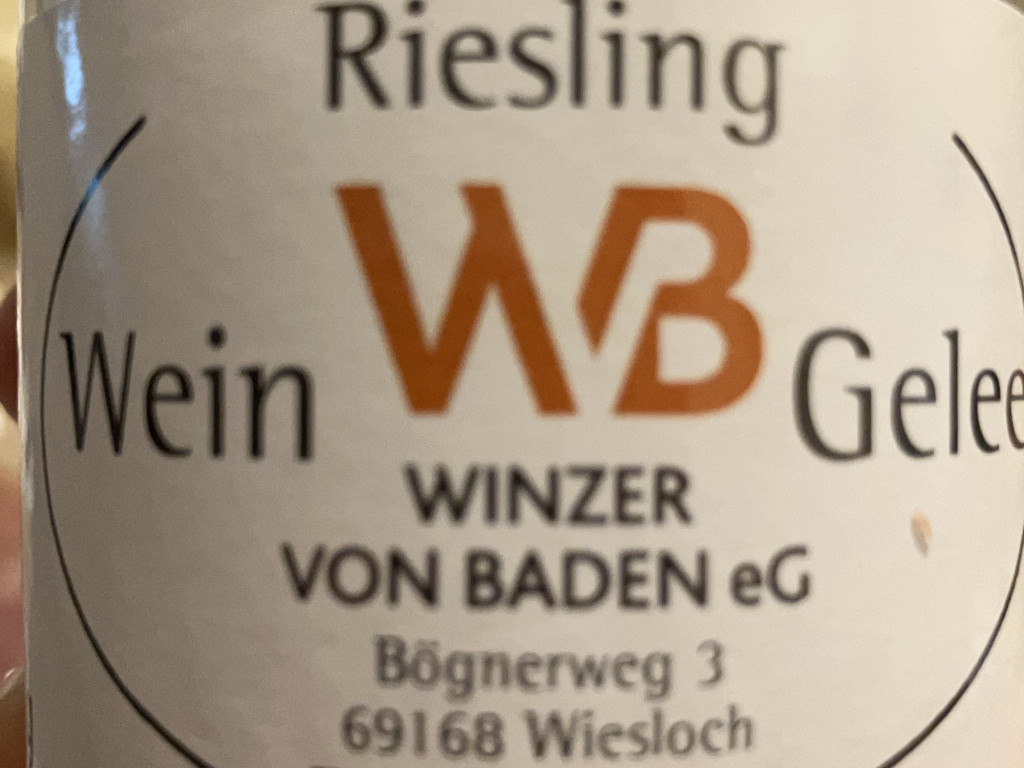 Riesling
WB
Wein Gelee
WINZER
VON BADEN eG
Bögnerweg 3
69168 Wiesloch